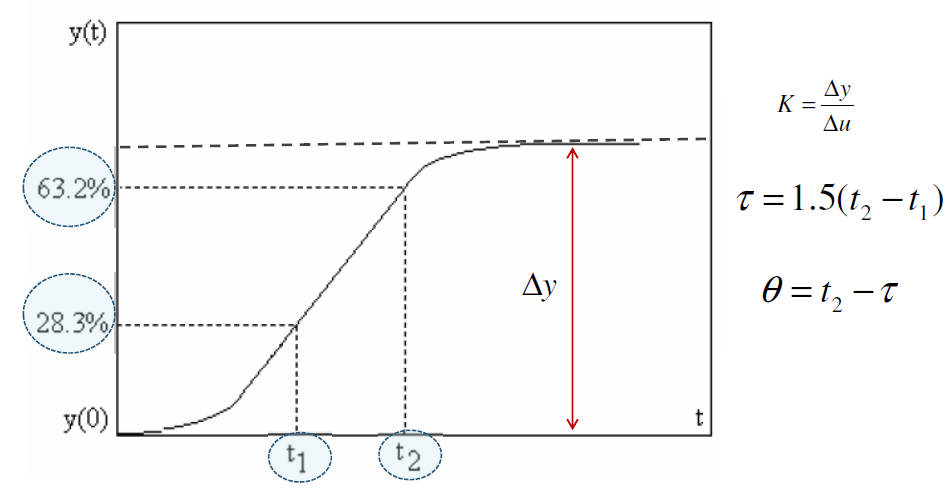 y(t)
63.2%
28.3%
y(0)
t₁
t₂
t
Δy
K = Δy/Δu
τ = 1.5(t₂ − t₁)
θ = t₂ − τ